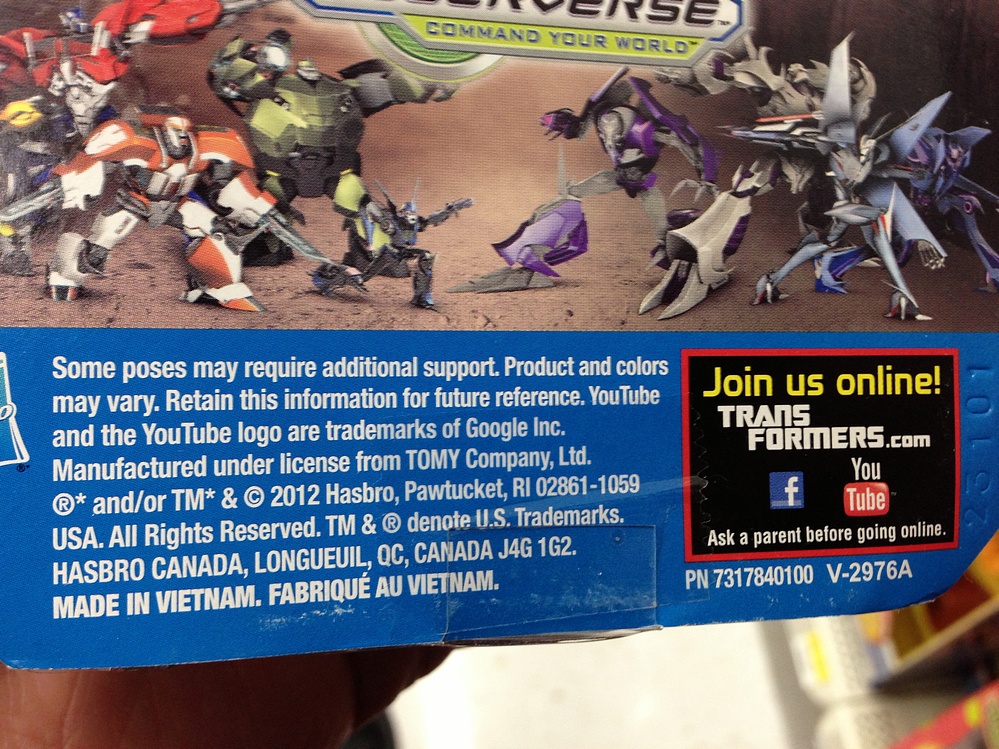 COMMAND YOUR WORLD™
Some poses may require additional support. Product and colors
may vary. Retain this information for future reference. YouTube
and the YouTube logo are trademarks of Google Inc.
Manufactured under license from TOMY Company, Ltd.
®* and/or TM* & © 2012 Hasbro, Pawtucket, RI 02861-1059
USA. All Rights Reserved. TM & ® denote U.S. Trademarks.
HASBRO CANADA, LONGUEUIL, QC, CANADA J4G 1G2.
MADE IN VIETNAM. FABRIQUÉ AU VIETNAM.
Join us online!
TRANS
FORMERS.com
f
You
Tube™
Ask a parent before going online.
PN 7317840100 V-2976A
23101